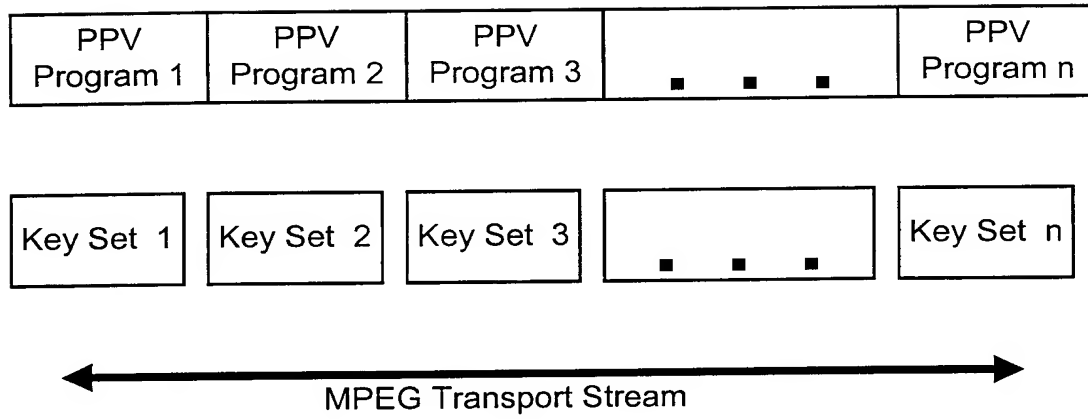 PPV
Program 1
PPV
Program 2
PPV
Program 3
. . .
PPV
Program n
Key Set 1
Key Set 2
Key Set 3
. . .
Key Set n
MPEG Transport Stream